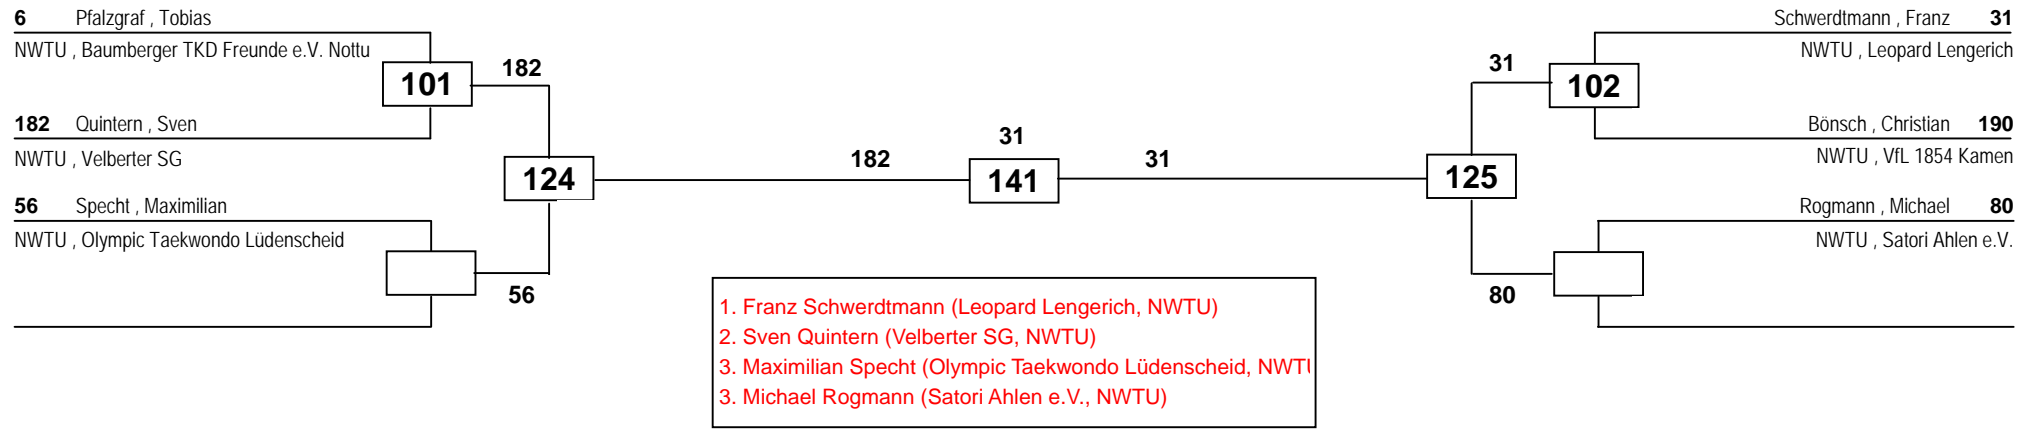 6 Pfalzgraf , Tobias
NWTU , Baumberger TKD Freunde e.V. Nottu
101
182
182 Quintern , Sven
NWTU , Velberter SG
124
56 Specht , Maximilian
NWTU , Olympic Taekwondo Lüdenscheid
56
182
31
141
31
Schwerdtmann , Franz 31
NWTU , Leopard Lengerich
31
102
Bönsch , Christian 190
NWTU , VfL 1854 Kamen
125
Rogmann , Michael 80
NWTU , Satori Ahlen e.V.
80
1. Franz Schwerdtmann (Leopard Lengerich, NWTU)
2. Sven Quintern (Velberter SG, NWTU)
3. Maximilian Specht (Olympic Taekwondo Lüdenscheid, NWTU
3. Michael Rogmann (Satori Ahlen e.V., NWTU)